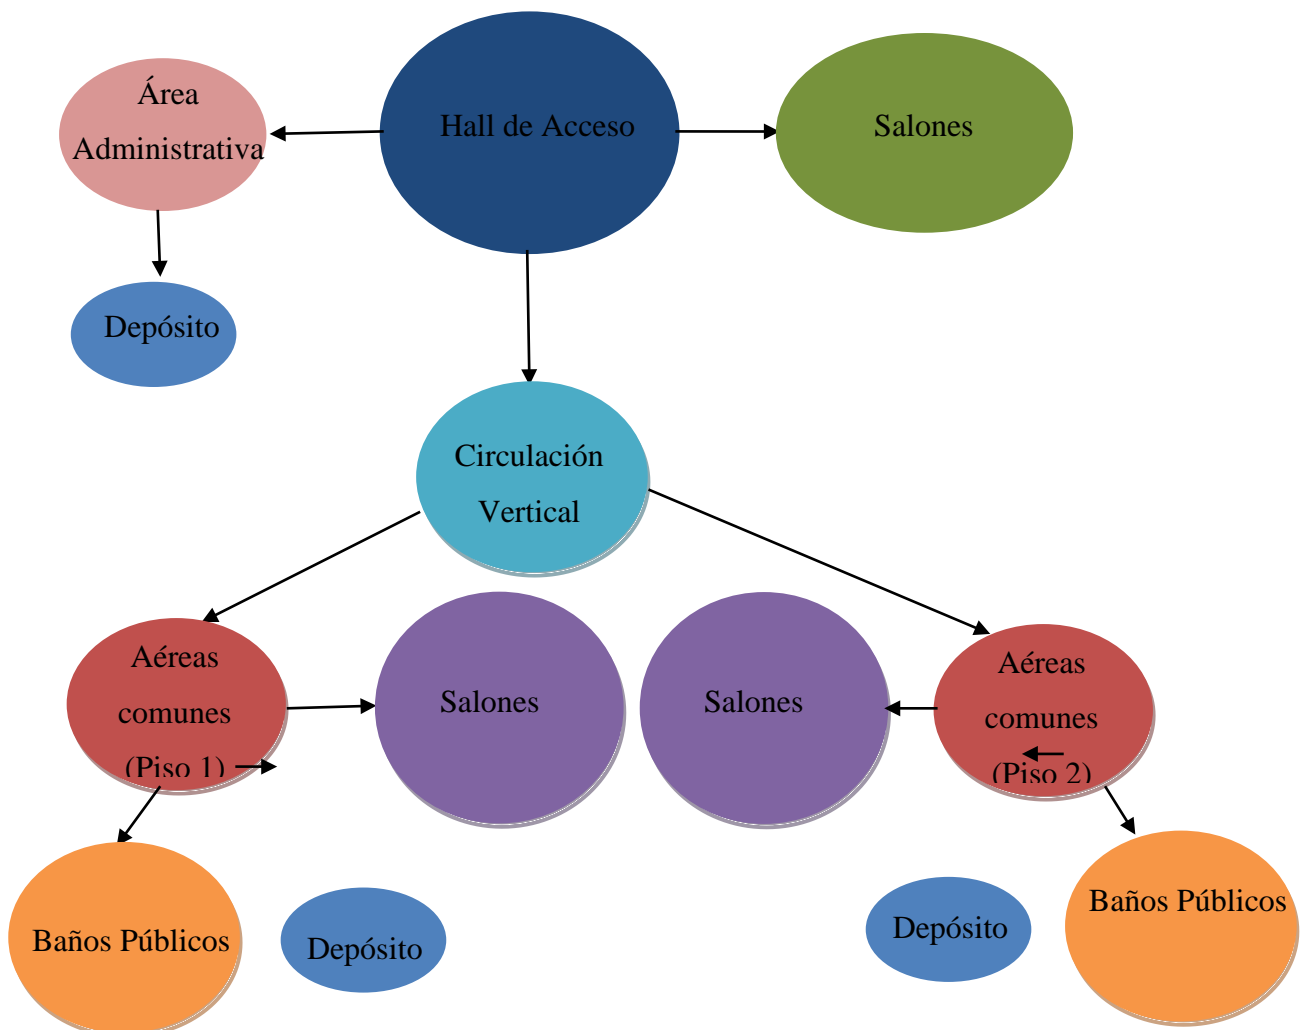 Área
Administrativa
Hall de Acceso
Salones
Depósito
Circulación
Vertical
Aéreas
comunes
(Piso 1)
Salones
Salones
Aéreas
comunes
(Piso 2)
Baños Públicos
Depósito
Depósito
Baños Públicos